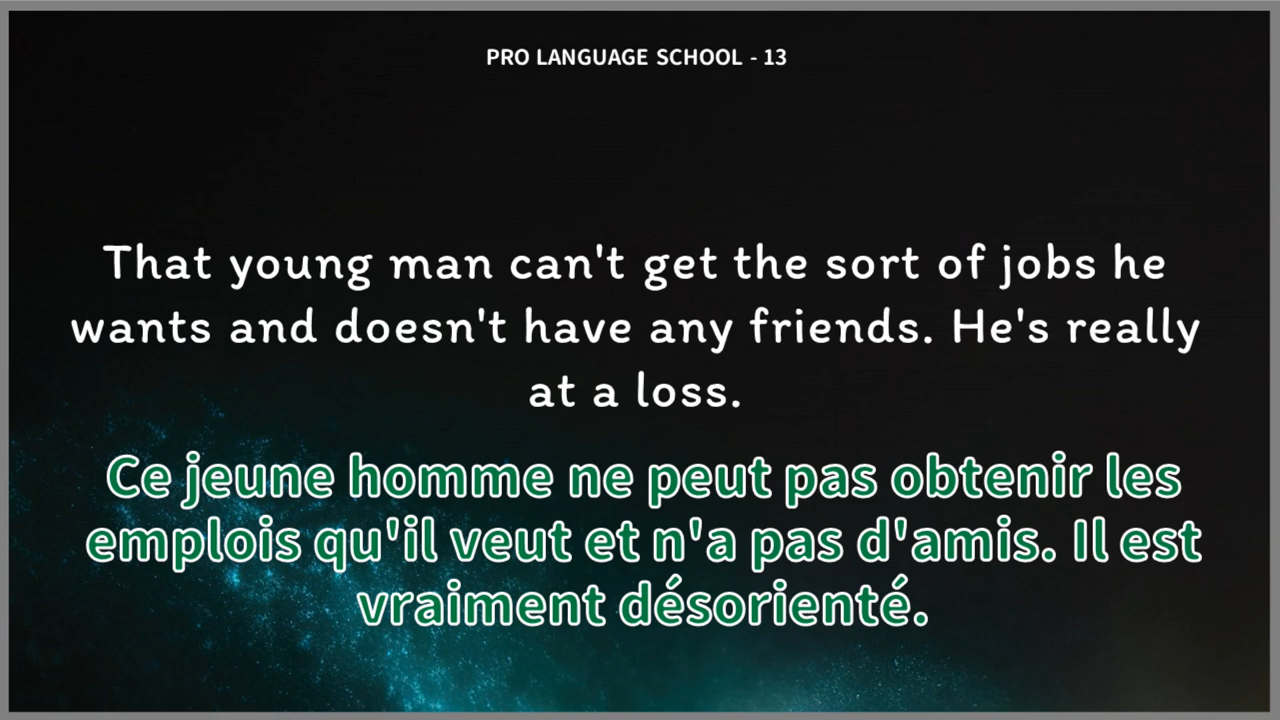 PRO LANGUAGE SCHOOL - 13
That young man can't get the sort of jobs he
wants and doesn't have any friends. He's really
at a loss.
Ce jeune homme ne peut pas obtenir les
emplois qu'il veut et n'a pas d'amis. Il est
vraiment désorienté.